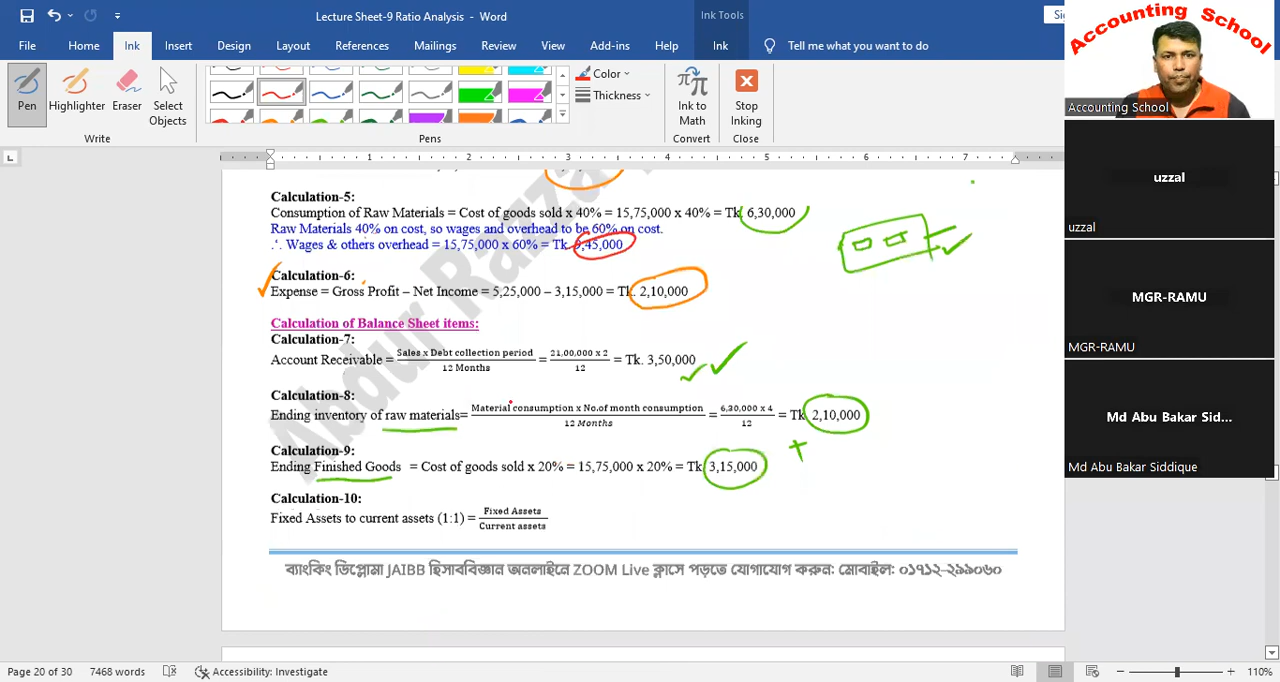 Lecture Sheet-9 Ratio Analysis - Word
Ink Tools
Accounting School
File Home Ink Insert Design Layout References Mailings Review View Add-ins Help Ink Tell me what you want to do
Pen Highlighter Eraser Select Objects
Color
Thickness
Ink to Math
Stop Inking
Write Pens Convert Close
Accounting School
uzzal
uzzal
MGR-RAMU
MGR-RAMU
Md Abu Bakar Sid...
Md Abu Bakar Siddique
1 2 3 4 5 6 7
Calculation-5:
Consumption of Raw Materials = Cost of goods sold x 40% = 15,75,000 x 40% = Tk. 6,30,000
Raw Materials 40% on cost, so wages and overhead to be 60% on cost.
∴ Wages & others overhead = 15,75,000 x 60% = Tk. 9,45,000
Calculation-6:
Expense = Gross Profit – Net Income = 5,25,000 – 3,15,000 = Tk. 2,10,000
Calculation of Balance Sheet items:
Calculation-7:
Account Receivable = Sales x Debt collection period / 12 Months = 21,00,000 x 2 / 12 = Tk. 3,50,000
Calculation-8:
Ending inventory of raw materials= Material consumption x No.of month consumption / 12 Months = 6,30,000 x 4 / 12 = Tk 2,10,000
Calculation-9:
Ending Finished Goods = Cost of goods sold x 20% = 15,75,000 x 20% = Tk 3,15,000
+
Calculation-10:
Fixed Assets to current assets (1:1) = Fixed Assets / Current assets
ব্যাংকিং ডিপ্লোমা JAIBB হিসাববিজ্ঞান অনলাইনে ZOOM Live ক্লাসে পড়তে যোগাযোগ করুন: মোবাইল: ০১৭১২-২৯৯০৬০
Abdur Razza
Page 20 of 30 7468 words Accessibility: Investigate 110%